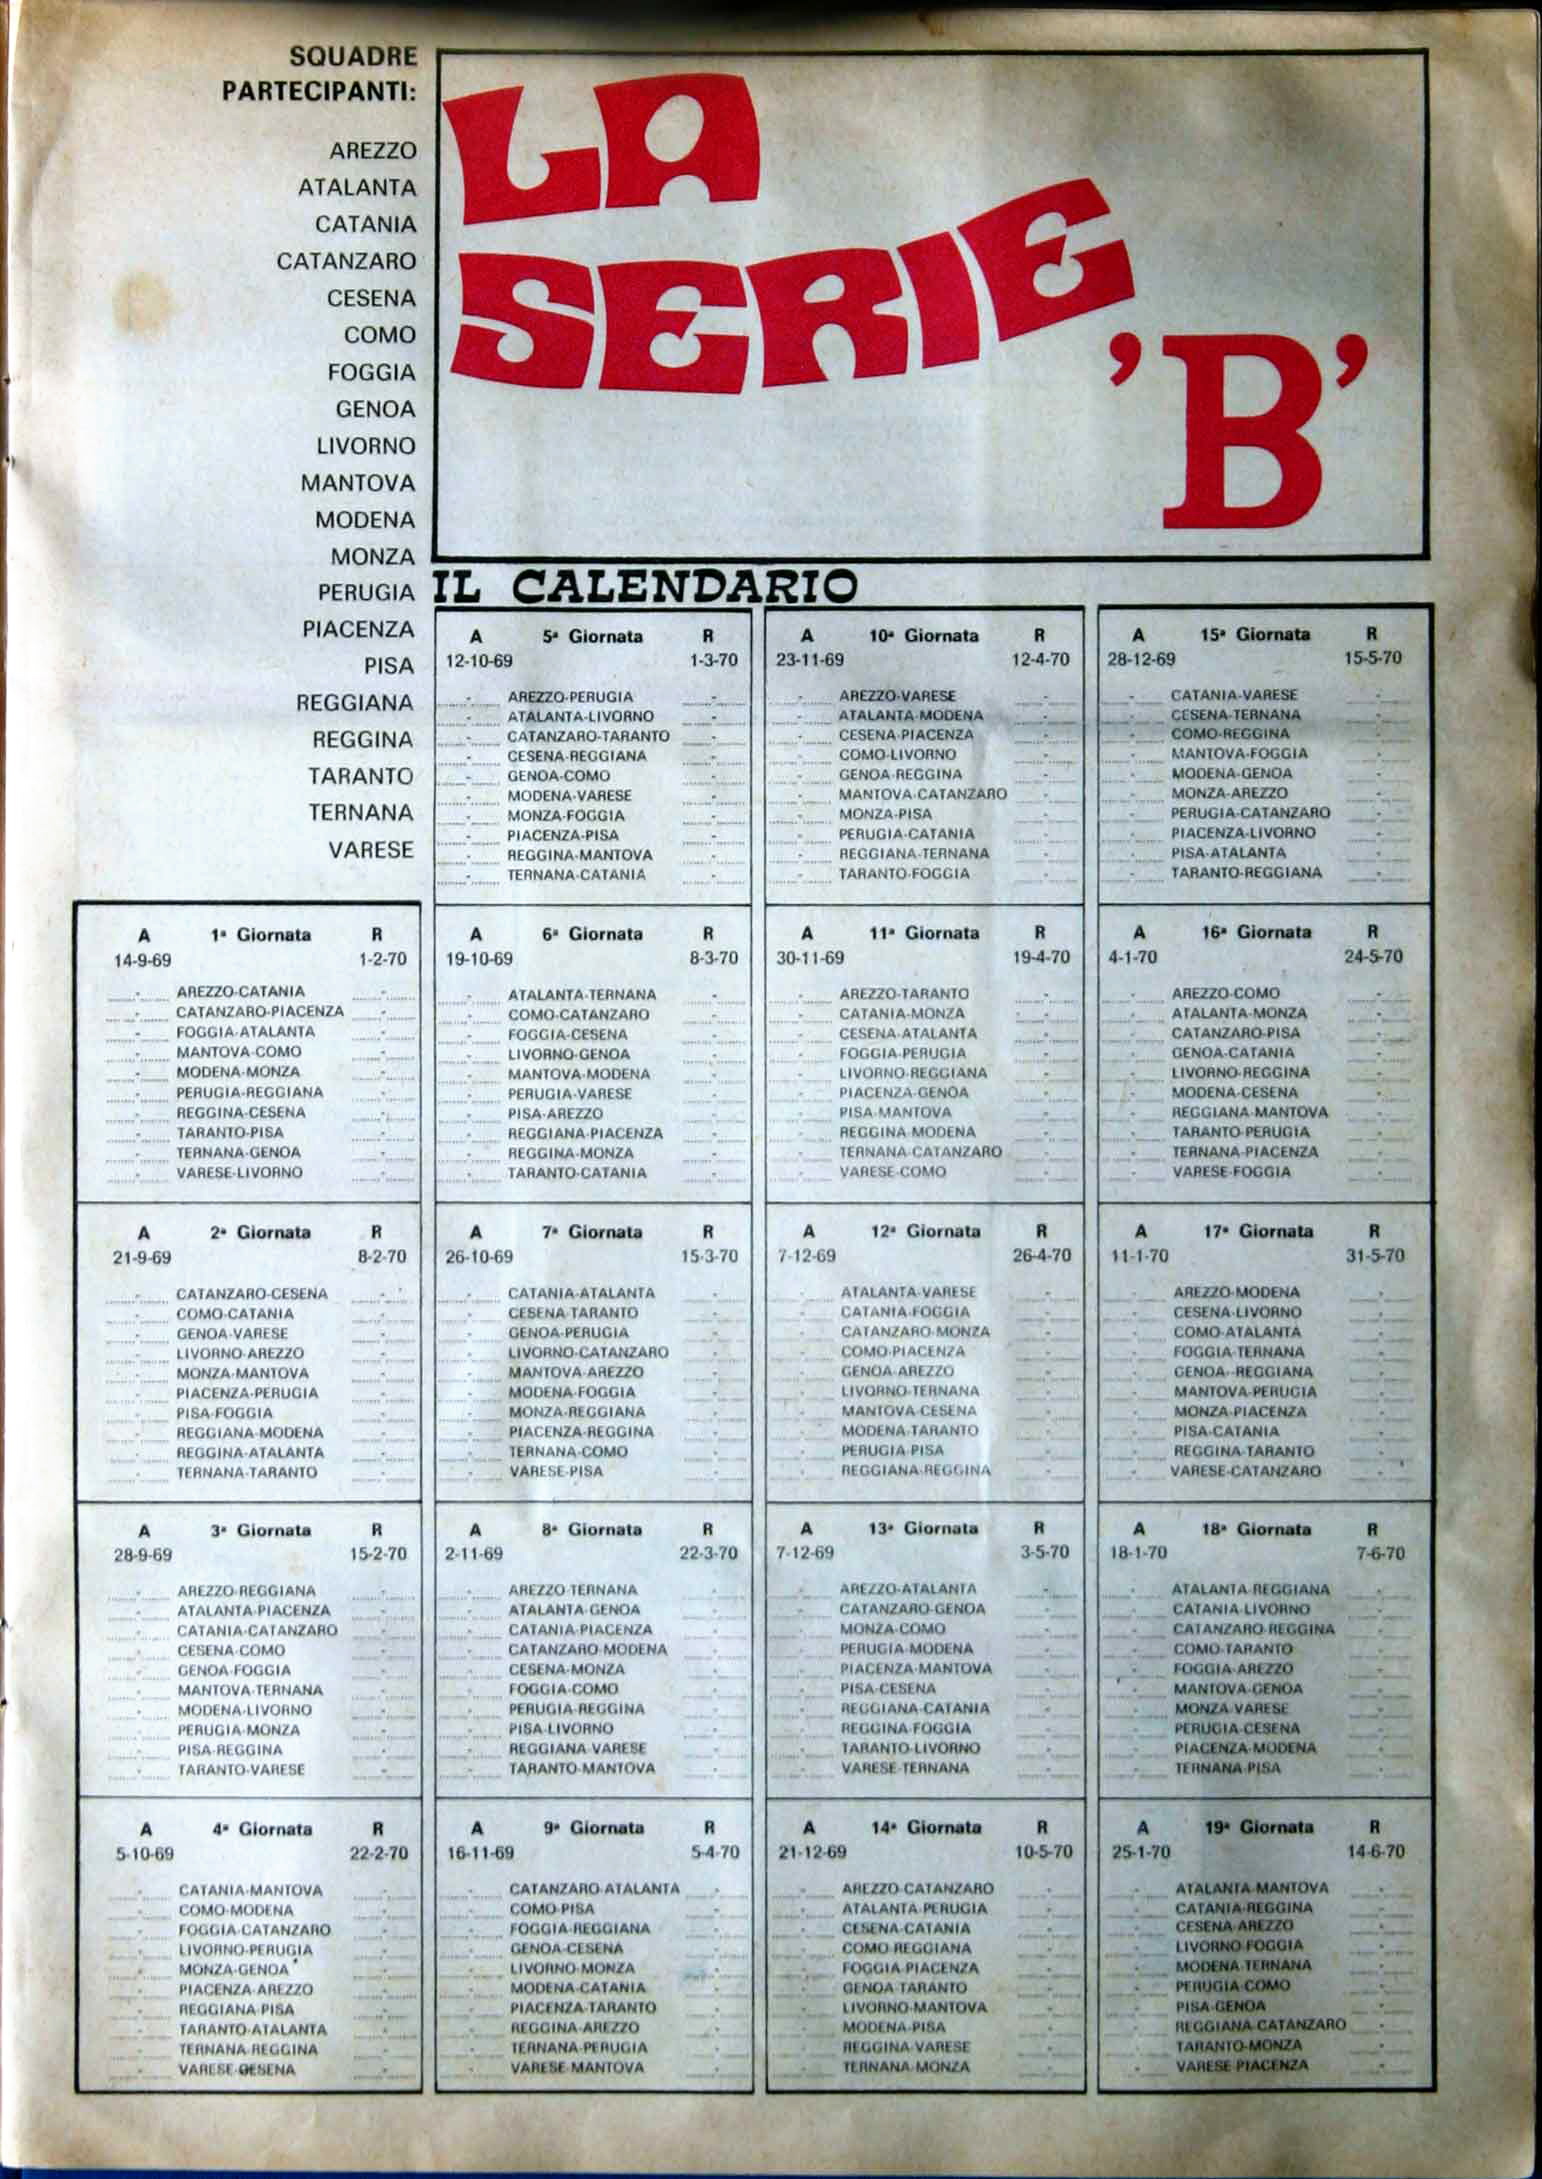 SQUADRE
PARTECIPANTI:
AREZZO
ATALANTA
CATANIA
CATANZARO
CESENA
COMO
FOGGIA
GENOA
LIVORNO
MANTOVA
MODENA
MONZA
PERUGIA
PIACENZA
PISA
REGGIANA
REGGINA
TARANTO
TERNANA
VARESE
LA
SERIE
'B'
IL CALENDARIO
A 1ª Giornata R
14-9-69 1-2-70
AREZZO-CATANIA
CATANZARO-PIACENZA
FOGGIA-ATALANTA
MANTOVA-COMO
MODENA-MONZA
PERUGIA-REGGIANA
REGGINA-CESENA
TARANTO-PISA
TERNANA-GENOA
VARESE-LIVORNO
A 2ª Giornata R
21-9-69 8-2-70
CATANZARO-CESENA
COMO-CATANIA
GENOA-VARESE
LIVORNO-AREZZO
MONZA-MANTOVA
PIACENZA-PERUGIA
PISA-FOGGIA
REGGIANA-MODENA
REGGINA-ATALANTA
TERNANA-TARANTO
A 3ª Giornata R
28-9-69 15-2-70
AREZZO-REGGIANA
ATALANTA-PIACENZA
CATANIA-CATANZARO
CESENA-COMO
GENOA-FOGGIA
MANTOVA-TERNANA
MODENA-LIVORNO
PERUGIA-MONZA
PISA-REGGINA
TARANTO-VARESE
A 4ª Giornata R
5-10-69 22-2-70
CATANIA-MANTOVA
COMO-MODENA
FOGGIA-CATANZARO
LIVORNO-PERUGIA
MONZA-GENOA
PIACENZA-AREZZO
REGGIANA-PISA
TARANTO-ATALANTA
TERNANA-REGGINA
VARESE-CESENA
A 5ª Giornata R
12-10-69 1-3-70
AREZZO-PERUGIA
ATALANTA-LIVORNO
CATANZARO-TARANTO
CESENA-REGGIANA
GENOA-COMO
MODENA-VARESE
MONZA-FOGGIA
PIACENZA-PISA
REGGINA-MANTOVA
TERNANA-CATANIA
A 6ª Giornata R
19-10-69 8-3-70
ATALANTA-TERNANA
COMO-CATANZARO
FOGGIA-CESENA
LIVORNO-GENOA
MANTOVA-MODENA
PERUGIA-VARESE
PISA-AREZZO
REGGIANA-PIACENZA
REGGINA-MONZA
TARANTO-CATANIA
A 7ª Giornata R
26-10-69 15-3-70
CATANIA-ATALANTA
CESENA-TARANTO
GENOA-PERUGIA
LIVORNO-CATANZARO
MANTOVA-AREZZO
MODENA-FOGGIA
MONZA-REGGIANA
PIACENZA-REGGINA
TERNANA-COMO
VARESE-PISA
A 8ª Giornata R
2-11-69 22-3-70
AREZZO-TERNANA
ATALANTA-GENOA
CATANIA-PIACENZA
CATANZARO-MODENA
CESENA-MONZA
FOGGIA-COMO
PERUGIA-REGGINA
PISA-LIVORNO
REGGIANA-VARESE
TARANTO-MANTOVA
A 9ª Giornata R
16-11-69 5-4-70
CATANZARO-ATALANTA
COMO-PISA
FOGGIA-REGGIANA
GENOA-CESENA
LIVORNO-MONZA
MODENA-CATANIA
PIACENZA-TARANTO
REGGINA-AREZZO
TERNANA-PERUGIA
VARESE-MANTOVA
A 10ª Giornata R
23-11-69 12-4-70
AREZZO-VARESE
ATALANTA-MODENA
CESENA-PIACENZA
COMO-LIVORNO
GENOA-REGGINA
MANTOVA-CATANZARO
MONZA-PISA
PERUGIA-CATANIA
REGGIANA-TERNANA
TARANTO-FOGGIA
A 11ª Giornata R
30-11-69 19-4-70
AREZZO-TARANTO
CATANIA-MONZA
CESENA-ATALANTA
FOGGIA-PERUGIA
LIVORNO-REGGIANA
PIACENZA-GENOA
PISA-MANTOVA
REGGINA-MODENA
TERNANA-CATANZARO
VARESE-COMO
A 12ª Giornata R
7-12-69 26-4-70
ATALANTA-VARESE
CATANIA-FOGGIA
CATANZARO-MONZA
COMO-PIACENZA
GENOA-AREZZO
LIVORNO-TERNANA
MANTOVA-CESENA
MODENA-TARANTO
PERUGIA-PISA
REGGIANA-REGGINA
A 13ª Giornata R
7-12-69 3-5-70
AREZZO-ATALANTA
CATANZARO-GENOA
MONZA-COMO
PERUGIA-MODENA
PIACENZA-MANTOVA
PISA-CESENA
REGGIANA-CATANIA
REGGINA-FOGGIA
TARANTO-LIVORNO
VARESE-TERNANA
A 14ª Giornata R
21-12-69 10-5-70
AREZZO-CATANZARO
ATALANTA-PERUGIA
CESENA-CATANIA
COMO-REGGIANA
FOGGIA-PIACENZA
GENOA-TARANTO
LIVORNO-MANTOVA
MODENA-PISA
REGGINA-VARESE
TERNANA-MONZA
A 15ª Giornata R
28-12-69 15-5-70
CATANIA-VARESE
CESENA-TERNANA
COMO-REGGINA
MANTOVA-FOGGIA
MODENA-GENOA
MONZA-AREZZO
PERUGIA-CATANZARO
PIACENZA-LIVORNO
PISA-ATALANTA
TARANTO-REGGIANA
A 16ª Giornata R
4-1-70 24-5-70
AREZZO-COMO
ATALANTA-MONZA
CATANZARO-PISA
GENOA-CATANIA
LIVORNO-REGGINA
MODENA-CESENA
REGGIANA-MANTOVA
TARANTO-PERUGIA
TERNANA-PIACENZA
VARESE-FOGGIA
A 17ª Giornata R
11-1-70 31-5-70
AREZZO-MODENA
CESENA-LIVORNO
COMO-ATALANTA
FOGGIA-TERNANA
GENOA-REGGIANA
MANTOVA-PERUGIA
MONZA-PIACENZA
PISA-CATANIA
REGGINA-TARANTO
VARESE-CATANZARO
A 18ª Giornata R
18-1-70 7-6-70
ATALANTA-REGGIANA
CATANIA-LIVORNO
CATANZARO-REGGINA
COMO-TARANTO
FOGGIA-AREZZO
MANTOVA-GENOA
MONZA-VARESE
PERUGIA-CESENA
PIACENZA-MODENA
TERNANA-PISA
A 19ª Giornata R
25-1-70 14-6-70
ATALANTA-MANTOVA
CATANIA-REGGINA
CESENA-AREZZO
LIVORNO-FOGGIA
MODENA-TERNANA
PERUGIA-COMO
PISA-GENOA
REGGIANA-CATANZARO
TARANTO-MONZA
VARESE-PIACENZA